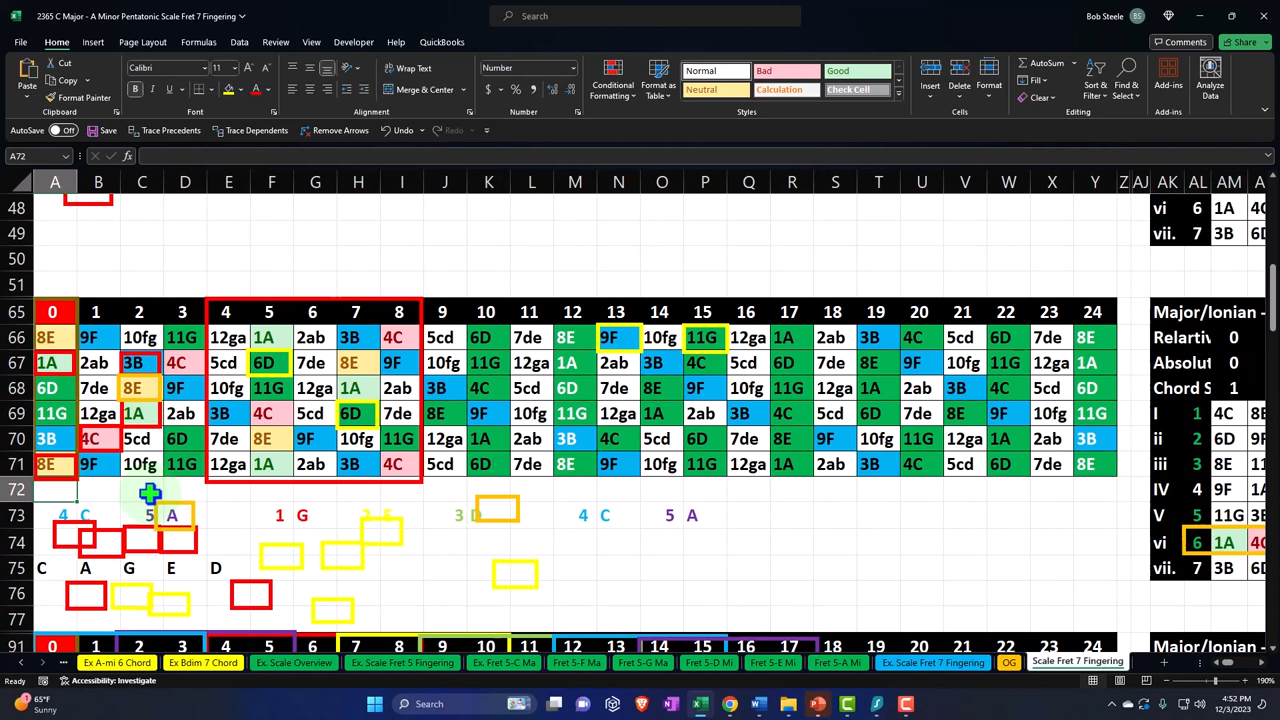 2365 C Major - A Minor Pentatonic Scale Fret 7 Fingering
Search
Bob Steele
BS
File Home Insert Page Layout Formulas Data Review View Developer Help QuickBooks
Comments Share
Paste
Cut
Copy
Format Painter
Clipboard
Calibri 11
B I U
Font
Wrap Text
Merge & Center
Alignment
Number
$ % 9
Number
Conditional Formatting
Format as Table
Normal Bad Good
Neutral Calculation Check Cell
Styles
Insert Delete Format
Cells
AutoSum
Fill
Clear
Sort & Filter
Find & Select
Editing
Add-ins
Add-ins
Analyze Data
AutoSave Off Save Trace Precedents Trace Dependents Remove Arrows Undo Redo
A72 fx
A B C D E F G H I J K L M N O P Q R S T U V W X Y Z AJ AK AL AM A
48 vi 6 1A 4C
49 vii. 7 3B 6D
50
51
65 0 1 2 3 4 5 6 7 8 9 10 11 12 13 14 15 16 17 18 19 20 21 22 23 24 Major/Ionian -
66 8E 9F 10fg 11G 12ga 1A 2ab 3B 4C 5cd 6D 7de 8E 9F 10fg 11G 12ga 1A 2ab 3B 4C 5cd 6D 7de 8E Relartiv 0
67 1A 2ab 3B 4C 5cd 6D 7de 8E 9F 10fg 11G 12ga 1A 2ab 3B 4C 5cd 6D 7de 8E 9F 10fg 11G 12ga 1A Absolut 0
68 6D 7de 8E 9F 10fg 11G 12ga 1A 2ab 3B 4C 5cd 6D 7de 8E 9F 10fg 11G 12ga 1A 2ab 3B 4C 5cd 6D Chord S 1
69 11G 12ga 1A 2ab 3B 4C 5cd 6D 7de 8E 9F 10fg 11G 12ga 1A 2ab 3B 4C 5cd 6D 7de 8E 9F 10fg 11G I 1 4C 8E
70 3B 4C 5cd 6D 7de 8E 9F 10fg 11G 12ga 1A 2ab 3B 4C 5cd 6D 7de 8E 9F 10fg 11G 12ga 1A 2ab 3B ii 2 6D 9F
71 8E 9F 10fg 11G 12ga 1A 2ab 3B 4C 5cd 6D 7de 8E 9F 10fg 11G 12ga 1A 2ab 3B 4C 5cd 6D 7de 8E iii 3 8E 11
72 IV 4 9F 1A
73 4 C 5 A 1 G 2 E 3 D 4 C 5 A V 5 11G 3B
74 vi 6 1A 4C
75 C A G E D vii. 7 3B 6D
76
77
91 0 1 2 3 4 5 6 7 8 9 10 11 12 13 14 15 16 17 18 19 20 21 22 23 24 Major/Ionian -
Ex A-mi 6 Chord Ex Bdim 7 Chord Ex. Scale Overview Ex. Scale Fret 5 Fingering Ex. Fret 5-C Ma Fret 5-F Ma Fret 5-G Ma Fret 5-D Mi Fret 5-E Mi Fret 5-A Mi Ex. Scale Fret 7 Fingering OG Scale Fret 7 Fingering
Ready Accessibility: Investigate 190%
65°F
Sunny
Search
4:52 PM
12/3/2023